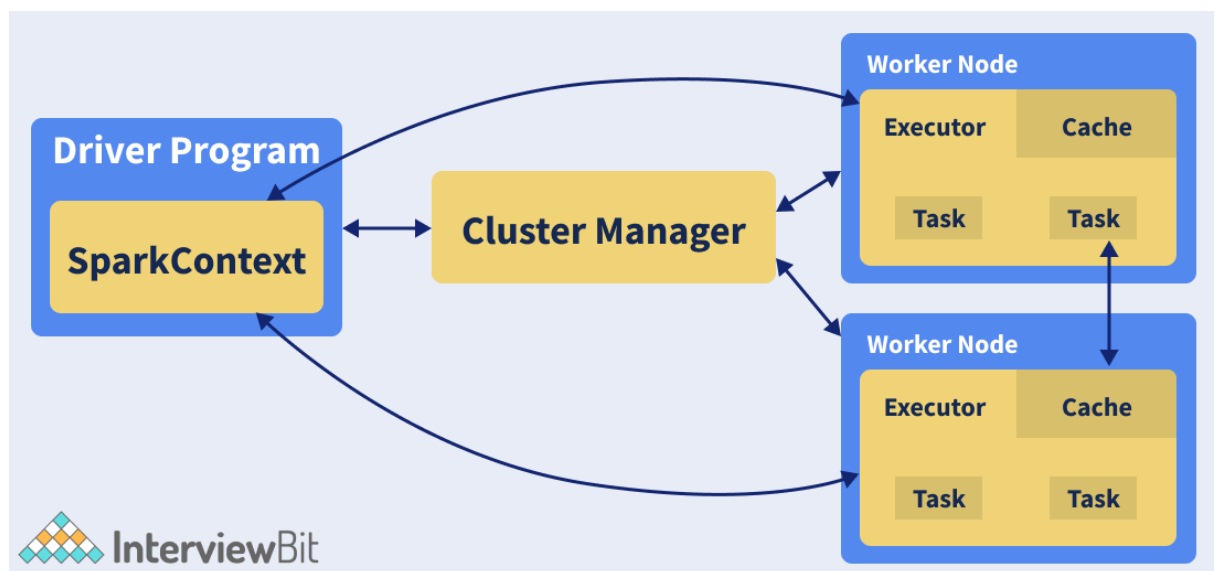 Driver Program
SparkContext
Cluster Manager
Worker Node
Executor
Cache
Task
Task
Worker Node
Executor
Cache
Task
Task
InterviewBit